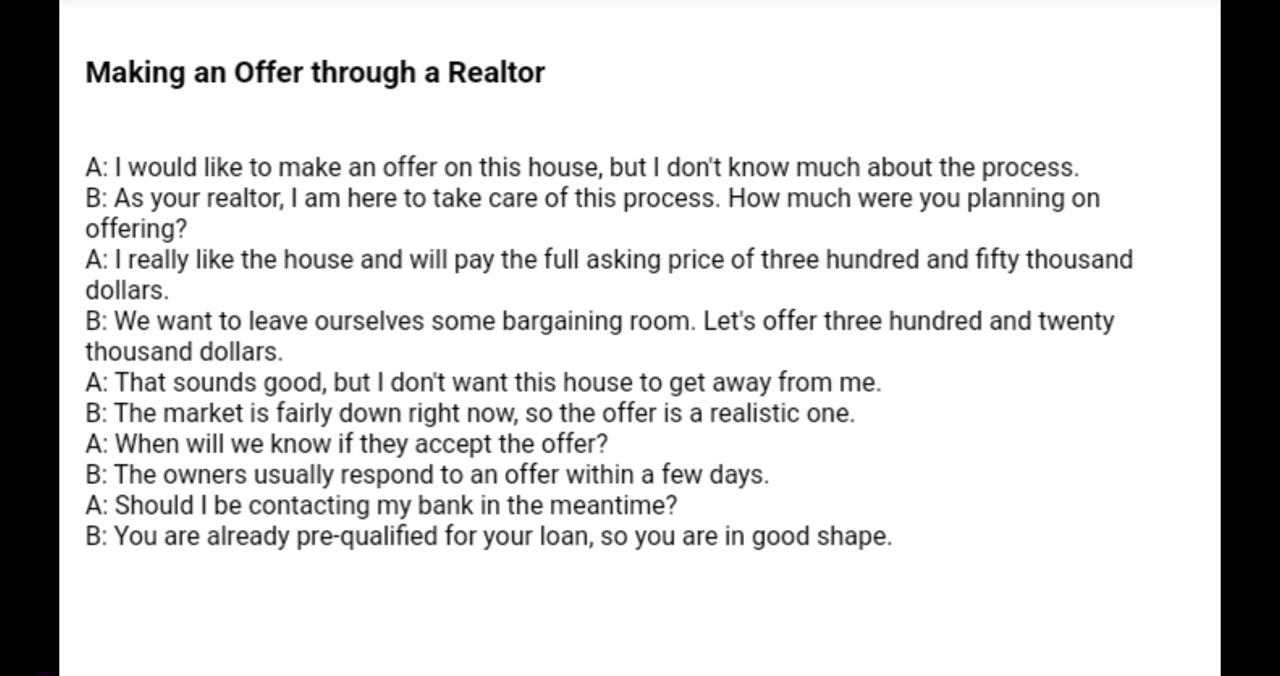 Making an Offer through a Realtor
A: I would like to make an offer on this house, but I don't know much about the process.
B: As your realtor, I am here to take care of this process. How much were you planning on
offering?
A: I really like the house and will pay the full asking price of three hundred and fifty thousand
dollars.
B: We want to leave ourselves some bargaining room. Let's offer three hundred and twenty
thousand dollars.
A: That sounds good, but I don't want this house to get away from me.
B: The market is fairly down right now, so the offer is a realistic one.
A: When will we know if they accept the offer?
B: The owners usually respond to an offer within a few days.
A: Should I be contacting my bank in the meantime?
B: You are already pre-qualified for your loan, so you are in good shape.